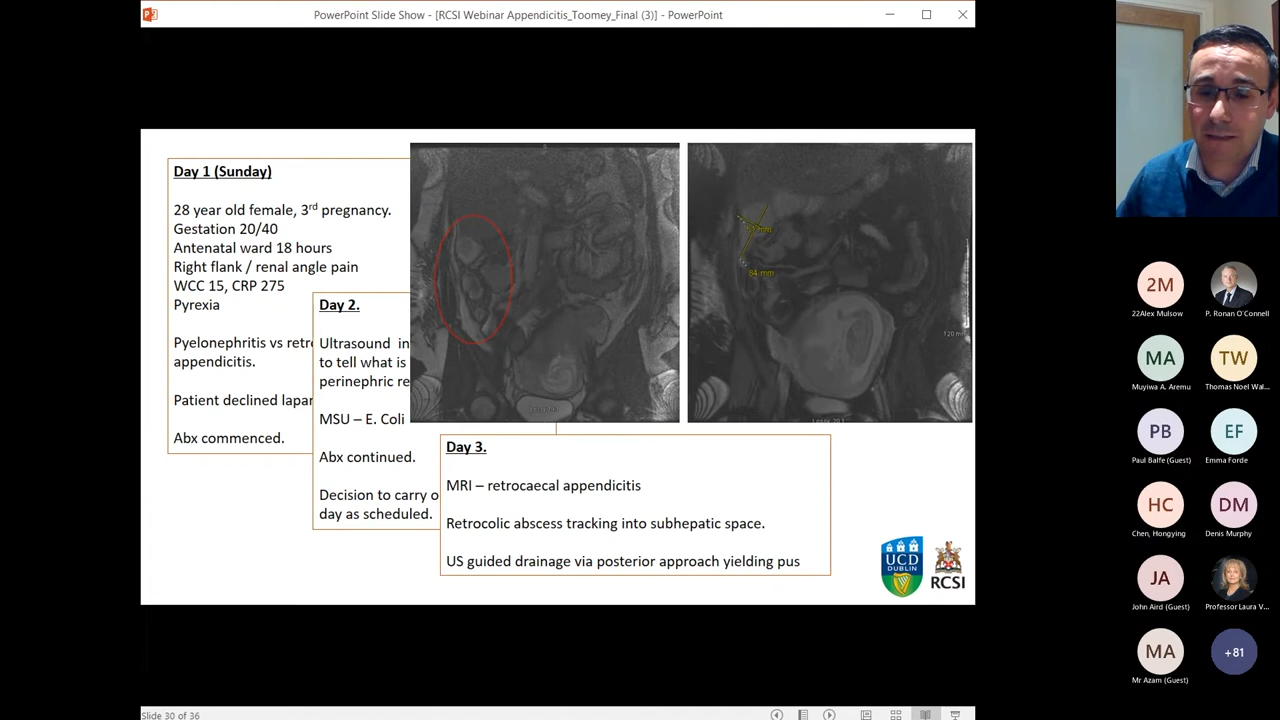 PowerPoint Slide Show - [RCSI Webinar Appendicitis_Toomey_Final (3)] - PowerPoint
Day 1 (Sunday)
28 year old female, 3rd pregnancy.
Gestation 20/40
Antenatal ward 18 hours
Right flank / renal angle pain
WCC 15, CRP 275
Pyrexia
Pyelonephritis vs retr
appendicitis.
Patient declined lapar
Abx commenced.
Day 2.
Ultrasound in
to tell what is
perinephric re
MSU – E. Coli
Abx continued.
Decision to carry o
day as scheduled.
84 mm
120 mm
Day 3.
MRI – retrocaecal appendicitis
Retrocolic abscess tracking into subhepatic space.
US guided drainage via posterior approach yielding pus
UCD
DUBLIN
RCSI
2M
22Alex Mulsow
P. Ronan O'Connell
MA
Muyiwa A. Aremu
TW
Thomas Noel Wal...
PB
Paul Balfe (Guest)
EF
Emma Forde
HC
Chen, Hongying
DM
Denis Murphy
JA
John Aird (Guest)
Professor Laura V...
MA
Mr Azam (Guest)
+81
Slide 30 of 36